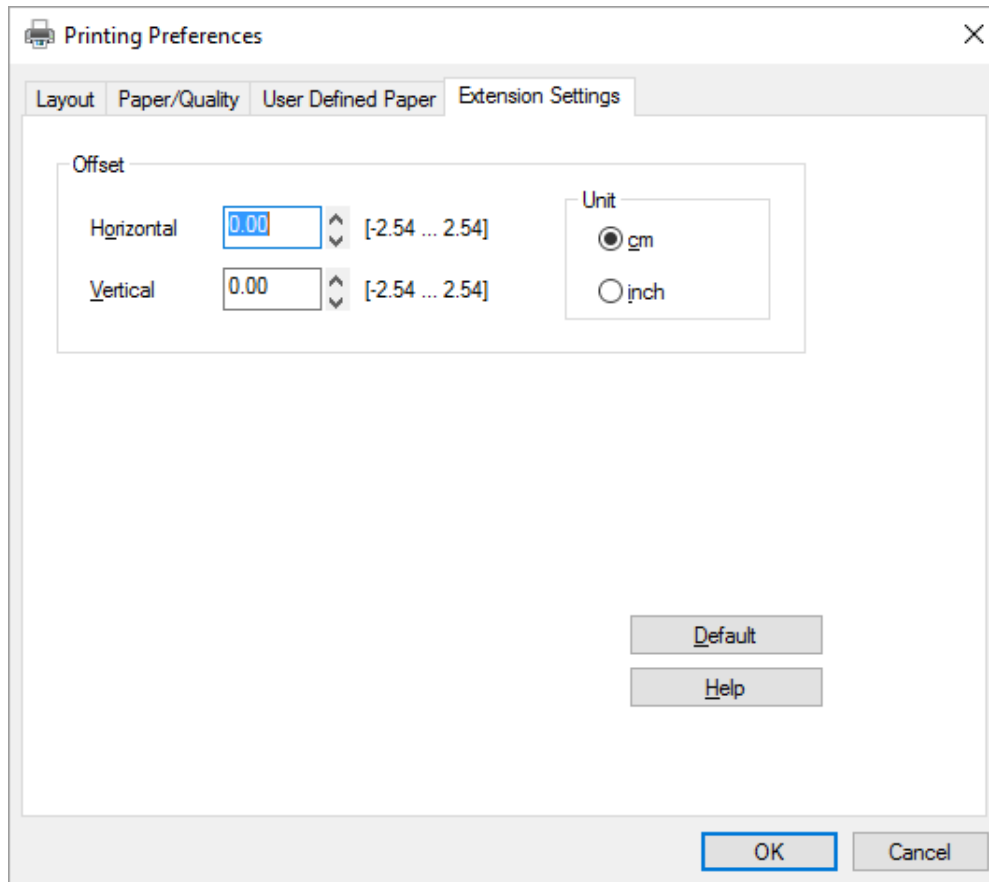 Printing Preferences
Layout Paper/Quality User Defined Paper Extension Settings
Offset
Unit
Horizontal 0.00 [-2.54 ... 2.54]
cm
Vertical 0.00 [-2.54 ... 2.54]
inch
Default
Help
OK Cancel